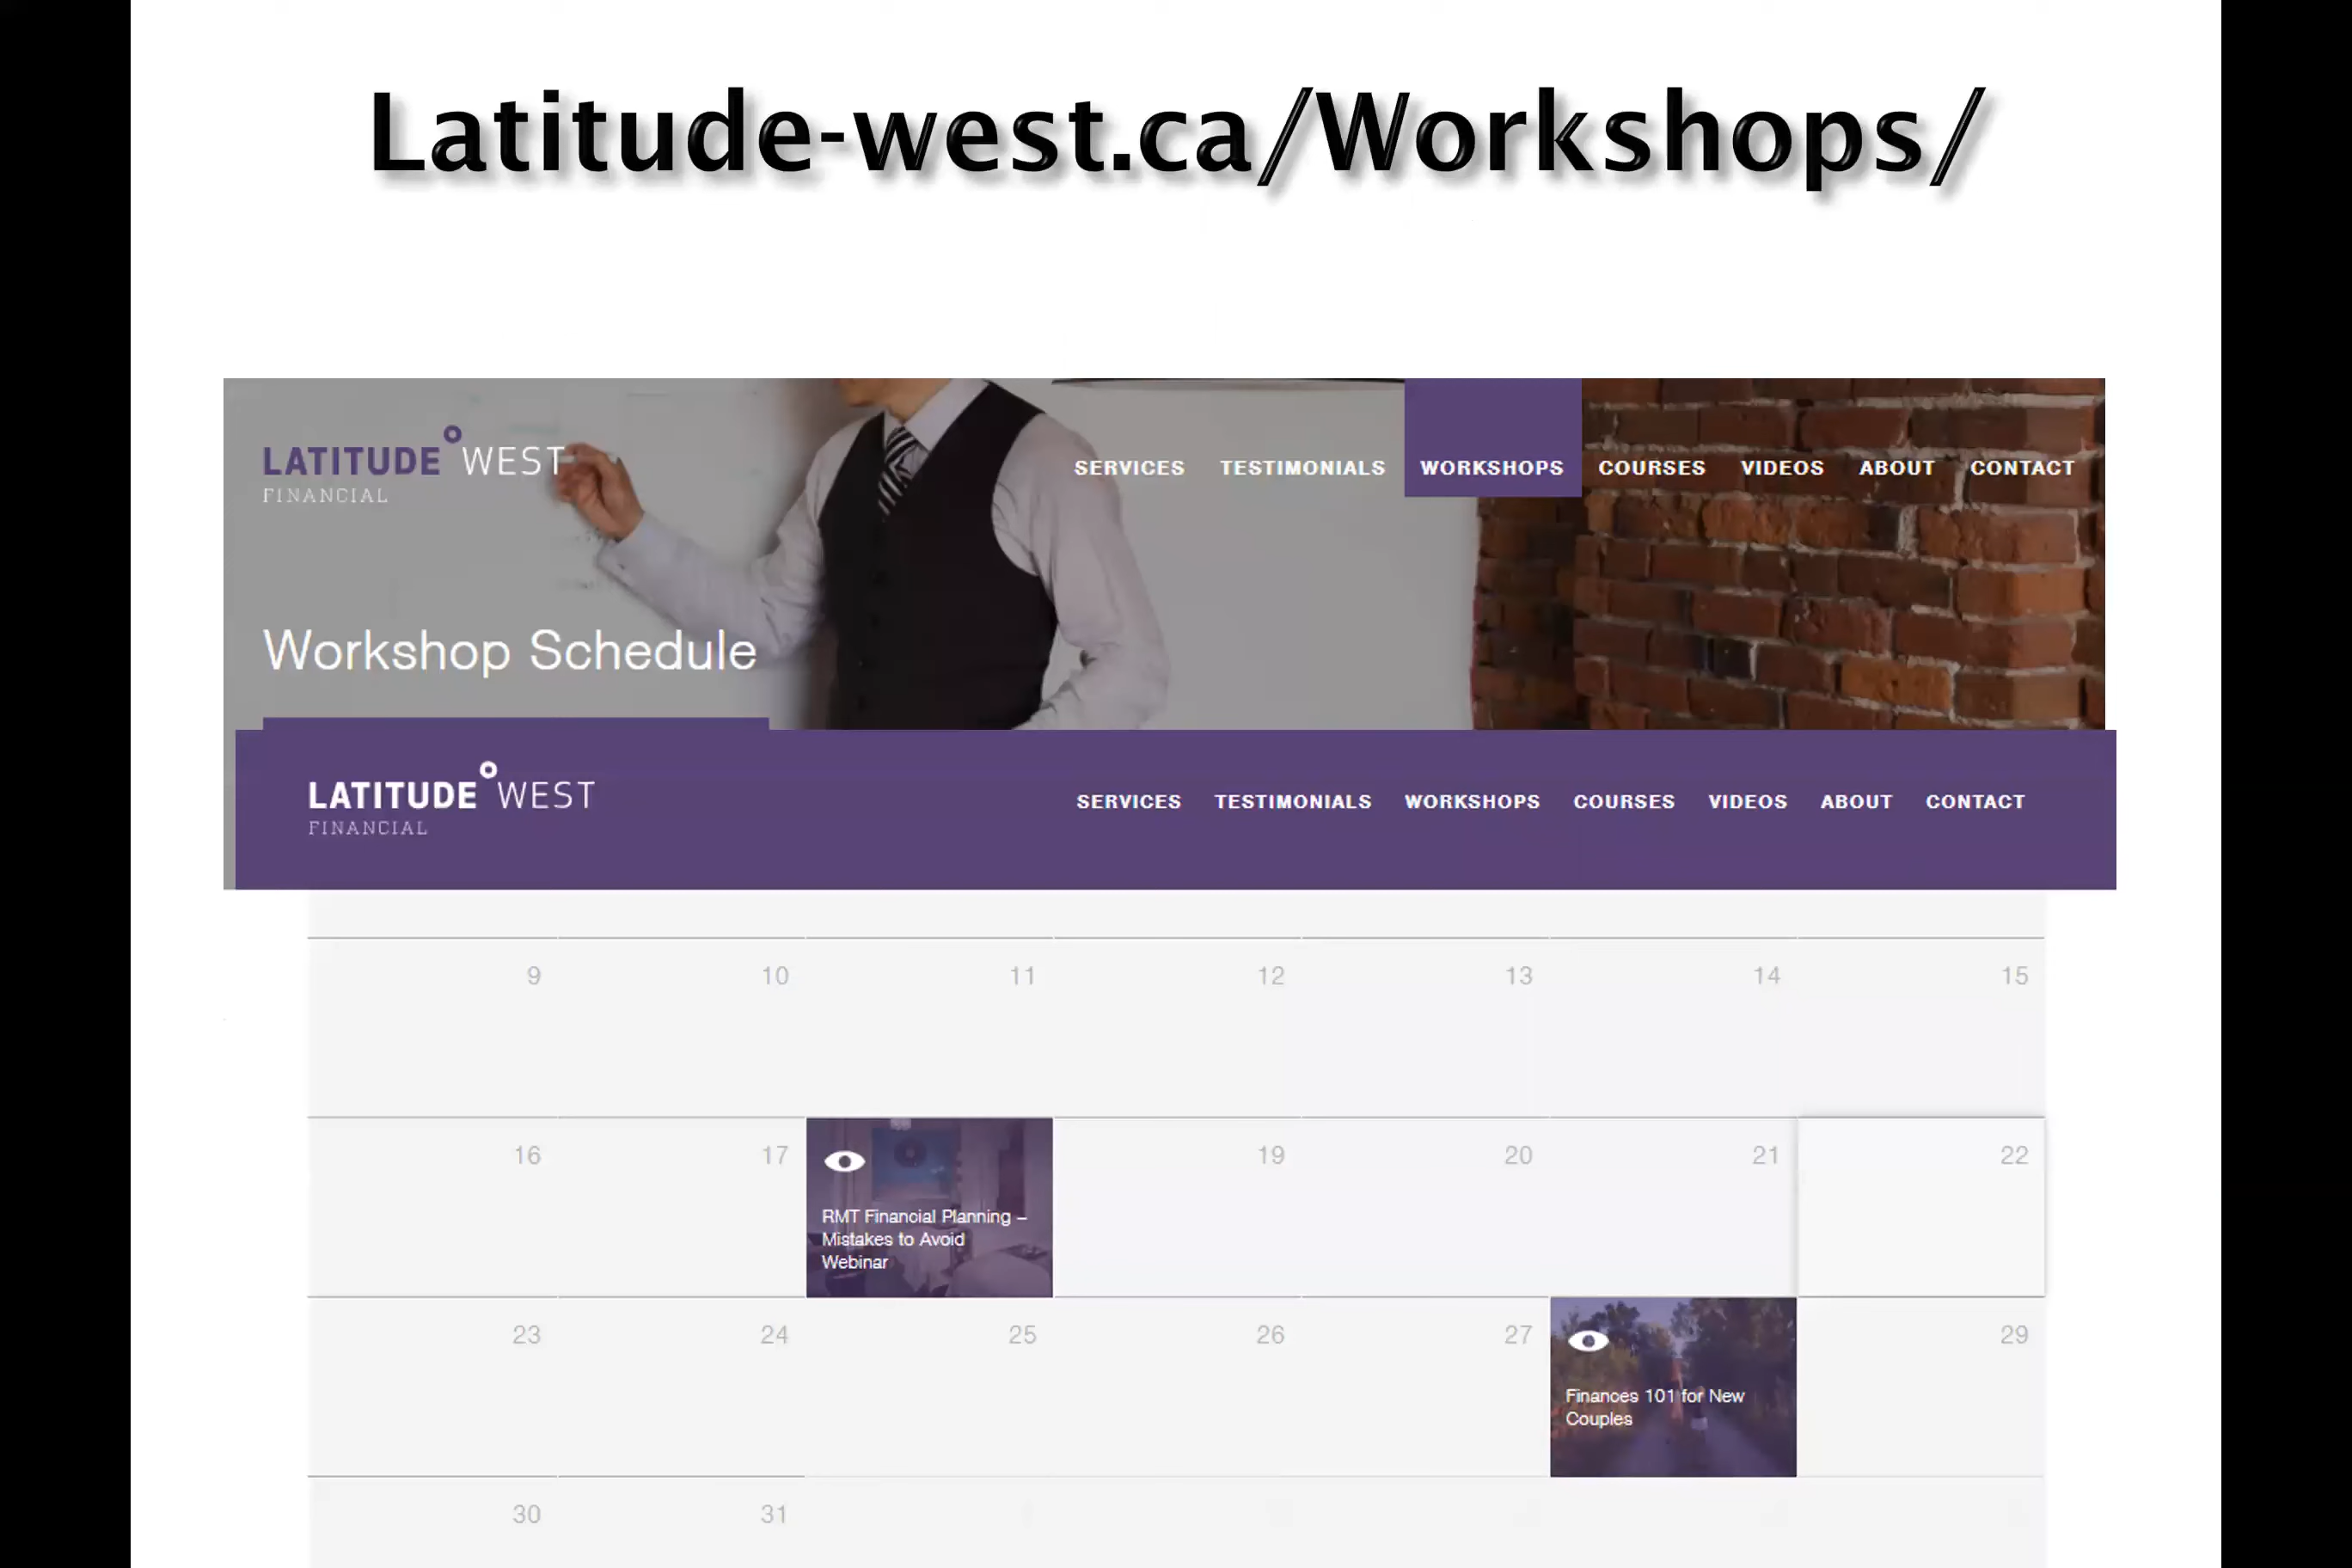 Latitude-west.ca/Workshops/
LATITUDE° WEST
FINANCIAL
SERVICES TESTIMONIALS WORKSHOPS COURSES VIDEOS ABOUT CONTACT
Workshop Schedule
LATITUDE° WEST
FINANCIAL
SERVICES TESTIMONIALS WORKSHOPS COURSES VIDEOS ABOUT CONTACT
9 10 11 12 13 14 15
16 17 19 20 21 22
RMT Financial Planning –
Mistakes to Avoid
Webinar
23 24 25 26 27 29
Finances 101 for New
Couples
30 31